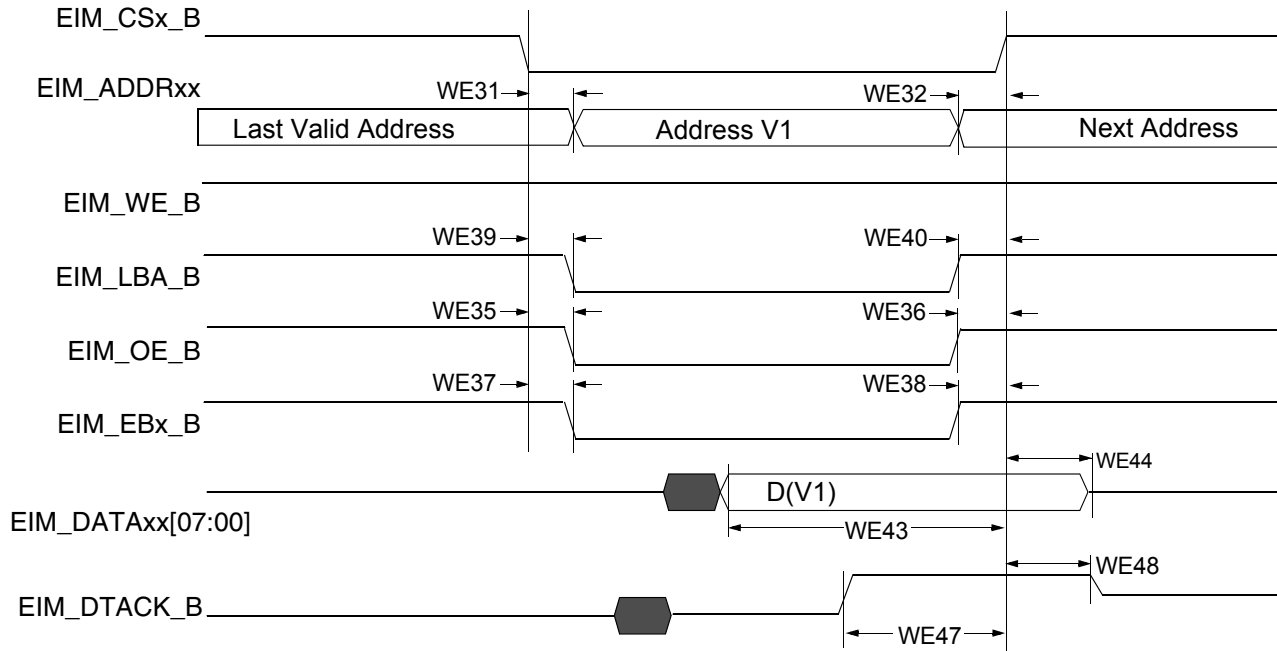 EIM_CSx_B
EIM_ADDRxx
WE31
WE32
Last Valid Address
Address V1
Next Address
EIM_WE_B
WE39
WE40
EIM_LBA_B
WE35
WE36
EIM_OE_B
WE37
WE38
EIM_EBx_B
WE44
D(V1)
EIM_DATAxx[07:00]
WE43
WE48
EIM_DTACK_B
WE47